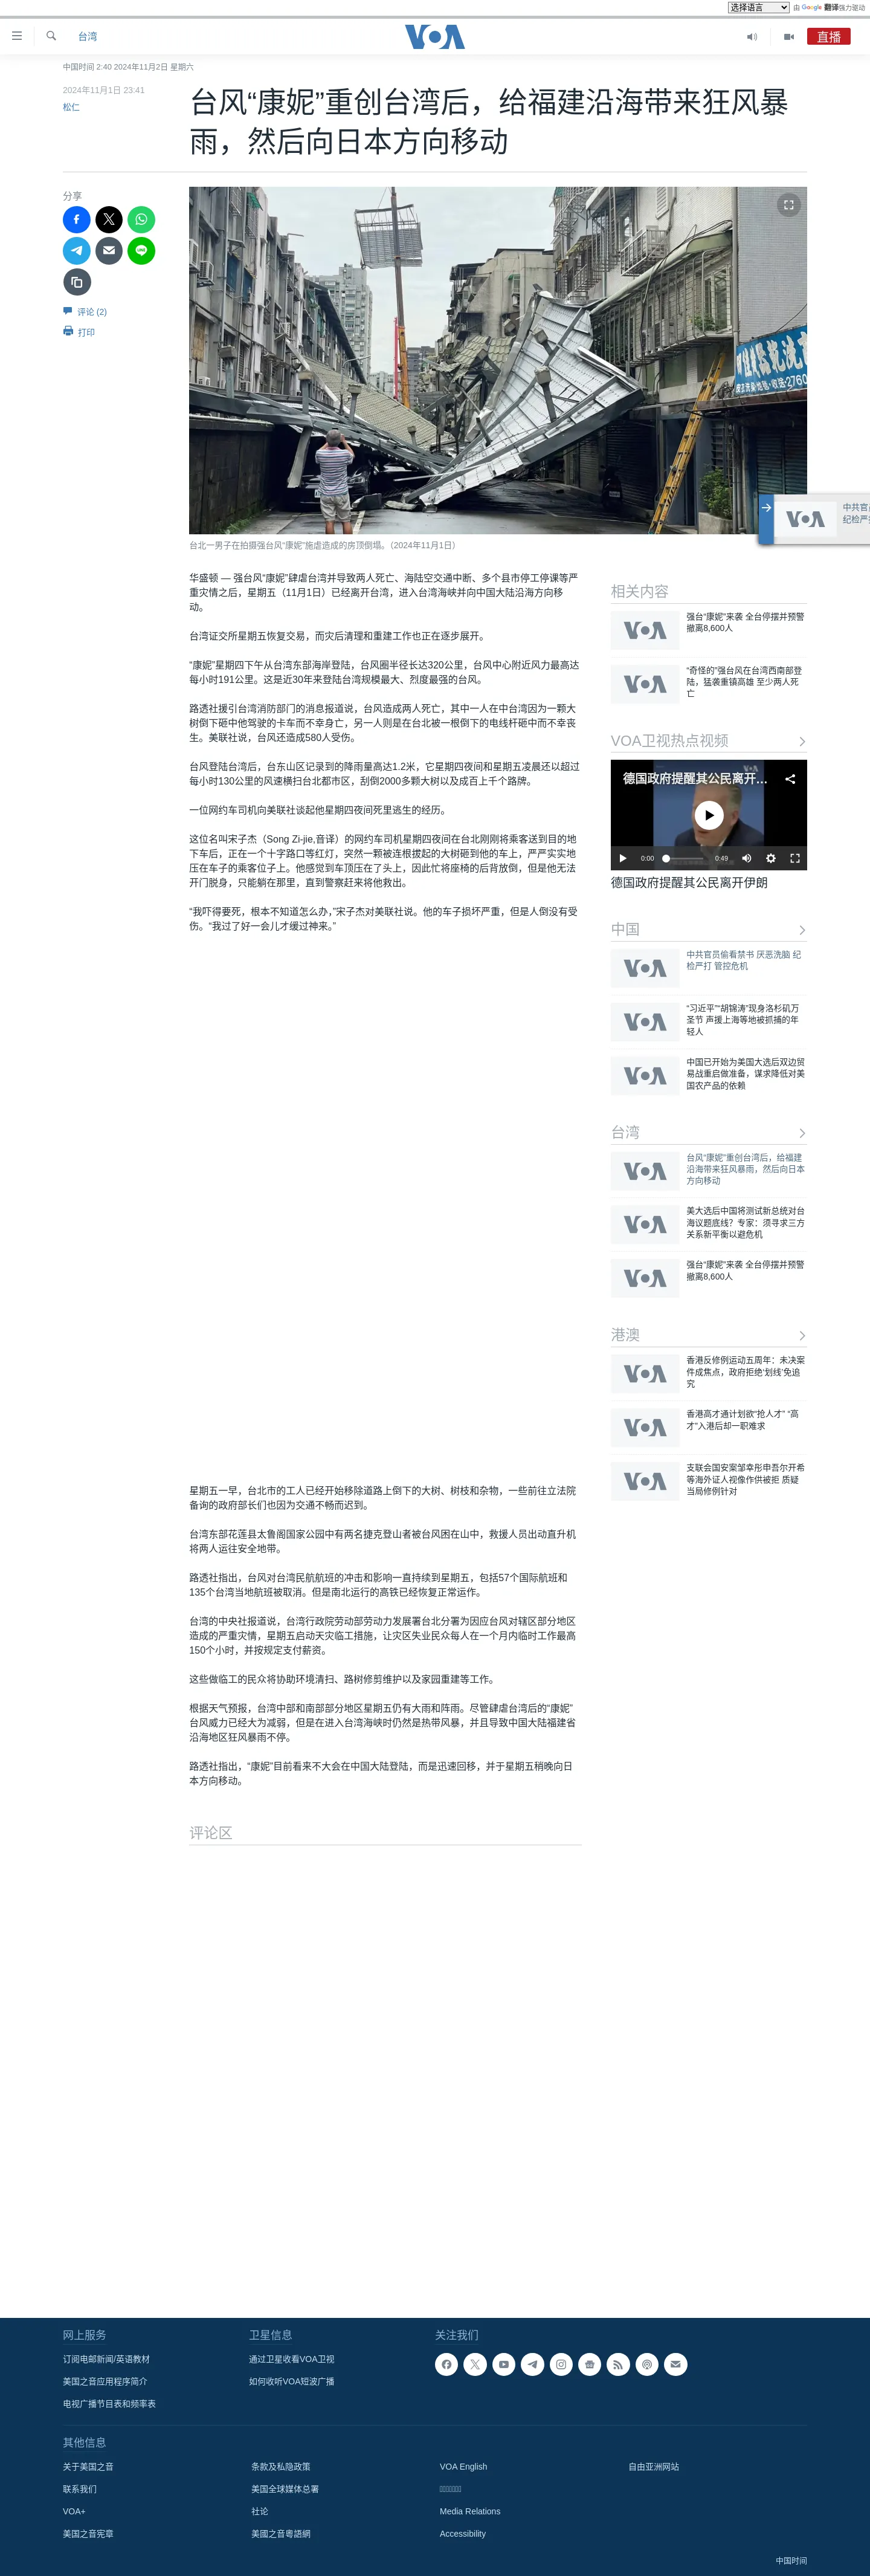 选择语言
由 Google 翻译强力驱动
台湾
VOA
直播
中国时间 2:40 2024年11月2日 星期六
2024年11月1日 23:41
松仁
台风“康妮”重创台湾后，给福建沿海带来狂风暴
雨，然后向日本方向移动
分享
评论 (2)
打印
台北一男子在拍摄强台风“康妮”施虐造成的房顶倒塌。（2024年11月1日）
中共官
纪检严
华盛顿 — 强台风“康妮”肆虐台湾并导致两人死亡、海陆空交通中断、多个县市停工停课等严
重灾情之后，星期五（11月1日）已经离开台湾，进入台湾海峡并向中国大陆沿海方向移
动。
台湾证交所星期五恢复交易，而灾后清理和重建工作也正在逐步展开。
“康妮”星期四下午从台湾东部海岸登陆，台风圈半径长达320公里，台风中心附近风力最高达
每小时191公里。这是近30年来登陆台湾规模最大、烈度最强的台风。
路透社援引台湾消防部门的消息报道说，台风造成两人死亡，其中一人在中台湾因为一颗大
树倒下砸中他驾驶的卡车而不幸身亡，另一人则是在台北被一根倒下的电线杆砸中而不幸丧
生。美联社说，台风还造成580人受伤。
台风登陆台湾后，台东山区记录到的降雨量高达1.2米，它星期四夜间和星期五凌晨还以超过
每小时130公里的风速横扫台北都市区，刮倒2000多颗大树以及成百上千个路牌。
一位网约车司机向美联社谈起他星期四夜间死里逃生的经历。
这位名叫宋子杰（Song Zi-jie,音译）的网约车司机星期四夜间在台北刚刚将乘客送到目的地
下车后，正在一个十字路口等红灯，突然一颗被连根拔起的大树砸到他的车上，严严实实地
压在车子的乘客位子上。他感觉到车顶压在了头上，因此忙将座椅的后背放倒，但是他无法
开门脱身，只能躺在那里，直到警察赶来将他救出。
“我吓得要死，根本不知道怎么办，”宋子杰对美联社说。他的车子损坏严重，但是人倒没有受
伤。“我过了好一会儿才缓过神来。”
星期五一早，台北市的工人已经开始移除道路上倒下的大树、树枝和杂物，一些前往立法院
备询的政府部长们也因为交通不畅而迟到。
台湾东部花莲县太鲁阁国家公园中有两名捷克登山者被台风困在山中，救援人员出动直升机
将两人运往安全地带。
路透社指出，台风对台湾民航航班的冲击和影响一直持续到星期五，包括57个国际航班和
135个台湾当地航班被取消。但是南北运行的高铁已经恢复正常运作。
台湾的中央社报道说，台湾行政院劳动部劳动力发展署台北分署为因应台风对辖区部分地区
造成的严重灾情，星期五启动天灾临工措施，让灾区失业民众每人在一个月内临时工作最高
150个小时，并按规定支付薪资。
这些做临工的民众将协助环境清扫、路树修剪维护以及家园重建等工作。
根据天气预报，台湾中部和南部部分地区星期五仍有大雨和阵雨。尽管肆虐台湾后的“康妮”
台风威力已经大为减弱，但是在进入台湾海峡时仍然是热带风暴，并且导致中国大陆福建省
沿海地区狂风暴雨不停。
路透社指出，“康妮”目前看来不大会在中国大陆登陆，而是迅速回移，并于星期五稍晚向日
本方向移动。
评论区
相关内容
强台“康妮”来袭 全台停摆并预警
撤离8,600人
“奇怪的”强台风在台湾西南部登
陆，猛袭重镇高雄 至少两人死
亡
VOA卫视热点视频
德国政府提醒其公民离开…
0:00
0:49
德国政府提醒其公民离开伊朗
中国
中共官员偷看禁书 厌恶洗脑 纪
检严打 管控危机
“习近平”“胡锦涛”现身洛杉矶万
圣节 声援上海等地被抓捕的年
轻人
中国已开始为美国大选后双边贸
易战重启做准备，谋求降低对美
国农产品的依赖
台湾
台风“康妮”重创台湾后，给福建
沿海带来狂风暴雨，然后向日本
方向移动
美大选后中国将测试新总统对台
海议题底线？专家：须寻求三方
关系新平衡以避危机
强台“康妮”来袭 全台停摆并预警
撤离8,600人
港澳
香港反修例运动五周年：未决案
件成焦点，政府拒绝‘划线’免追
究
香港高才通计划欲“抢人才” “高
才”入港后却一职难求
支联会国安案邹幸彤申吾尔开希
等海外证人视像作供被拒 质疑
当局修例针对
网上服务
订阅电邮新闻/英语教材
美国之音应用程序简介
电视广播节目表和频率表
卫星信息
通过卫星收看VOA卫视
如何收听VOA短波广播
关注我们
其他信息
关于美国之音
联系我们
VOA+
美国之音宪章
条款及私隐政策
美国全球媒体总署
社论
美國之音粵語網
VOA English
Media Relations
Accessibility
自由亚洲网站
中国时间